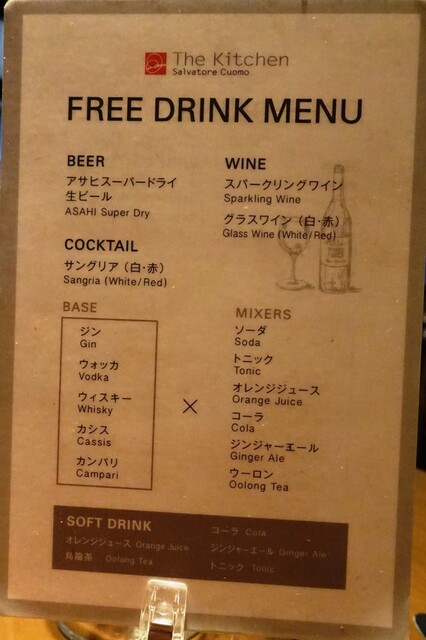 The Kitchen
Salvatore Cuomo
FREE DRINK MENU
BEER
アサヒスーパードライ
生ビール
ASAHI Super Dry
WINE
スパークリングワイン
Sparkling Wine
グラスワイン（白・赤）
Glass Wine (White/Red)
COCKTAIL
サングリア（白・赤）
Sangria (White/Red)
BASE
ジン
Gin
ウォッカ
Vodka
ウィスキー
Whisky
カシス
Cassis
カンパリ
Campari
×
MIXERS
ソーダ
Soda
トニック
Tonic
オレンジジュース
Orange Juice
コーラ
Cola
ジンジャーエール
Ginger Ale
ウーロン
Oolong Tea
SOFT DRINK
オレンジジュース Orange Juice
烏龍茶 Oolong Tea
コーラ Cola
ジンジャーエール Ginger Ale
トニック Tonic